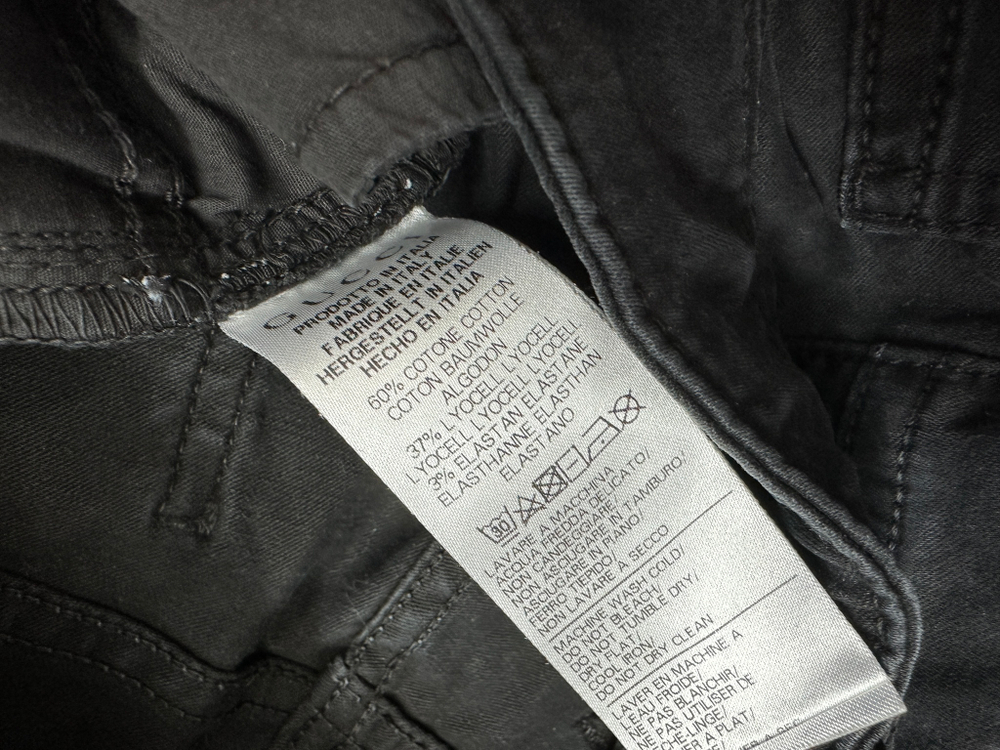 GUCCI
PRODOTTO IN ITALIA
MADE IN ITALY
FABRIQUE EN ITALIE
HERGESTELLT IN ITALIEN
HECHO EN ITALIA
60% COTONE COTTON
COTON BAUMWOLLE
ALGODON
37% LYOCELL LYOCELL
LYOCELL LYOCELL LYOCELL
3% ELASTAN ELASTANE
ELASTHANNE ELASTHAN
ELASTANO
30
LAVARE A MACCHINA
ACQUA FREDDA DELICATO/
NON CANDEGGIARE/
NON ASCIUGARE IN TAMBURO/
ASCIUGARE IN PIANO/
FERRO TIEPIDO/
NON LAVARE A SECCO
MACHINE WASH COLD/
DO NOT BLEACH/
DO NOT TUMBLE DRY/
DRY FLAT/
COOL IRON/
DO NOT DRY CLEAN
LAVER EN MACHINE A
L'EAU FROIDE/
NE PAS BLANCHIR/
NE PAS UTILISER DE
A PLAT/